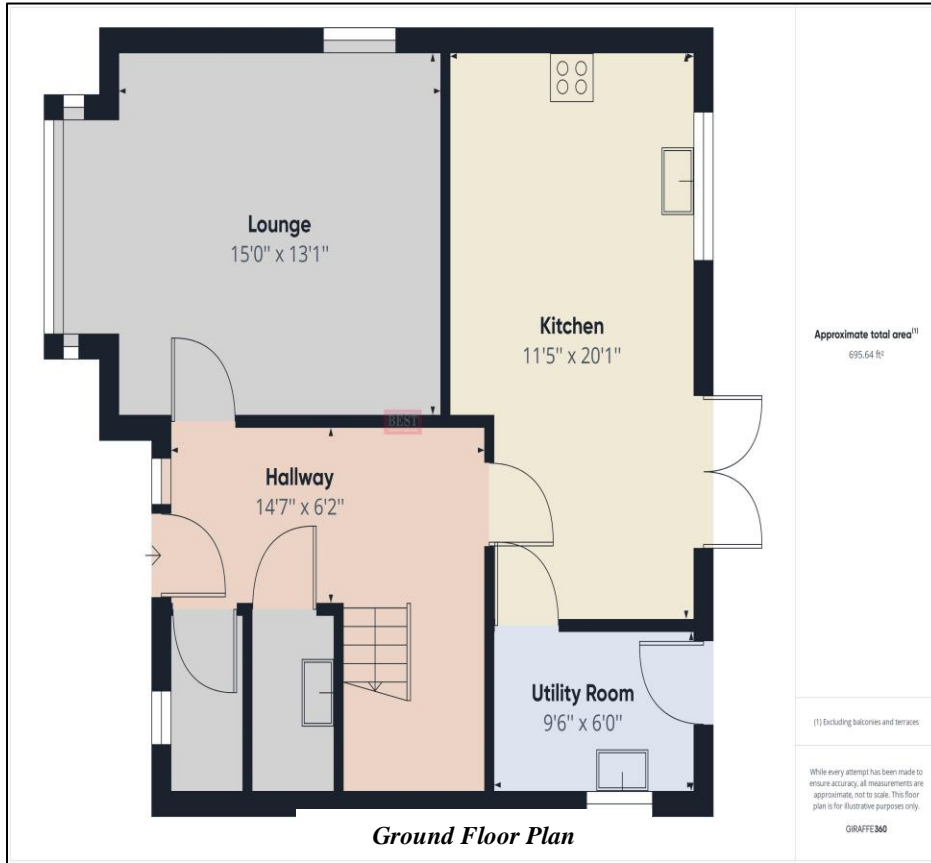 Lounge
15'0" x 13'1"
Kitchen
11'5" x 20'1"
BEST
Hallway
14'7" x 6'2"
Utility Room
9'6" x 6'0"
Ground Floor Plan
Approximate total area(1)
695.64 ft²
(1) Excluding balconies and terraces
While every attempt has been made to
ensure accuracy, all measurements are
approximate, not to scale. This floor
plan is for illustrative purposes only.
GIRAFFE360